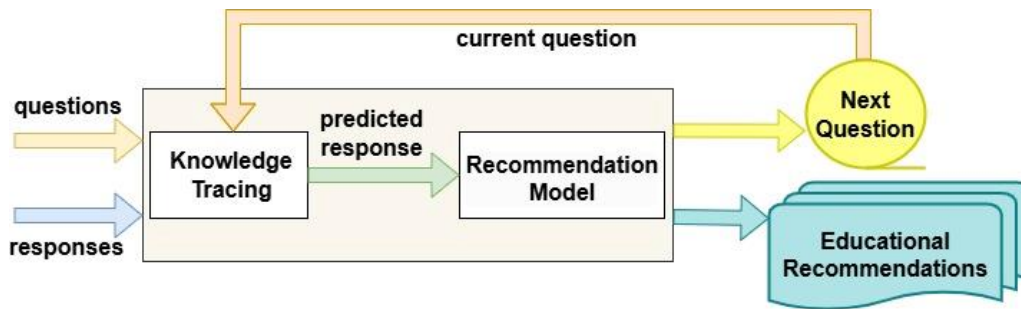 current question
questions
predicted
response
Next
Question
Knowledge
Tracing
Recommendation
Model
responses
Educational
Recommendations